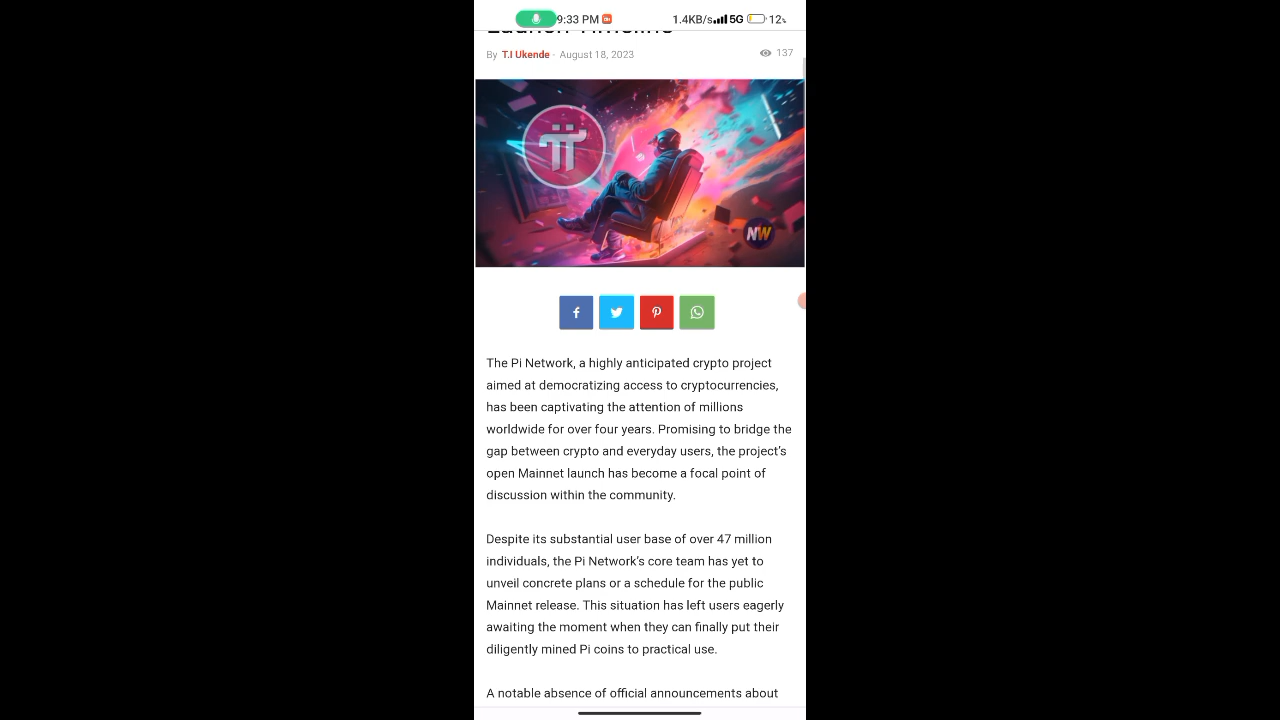 9:33 PM 1.4KB/s 5G 12%
Launch Timeline
By T.I Ukende - August 18, 2023 137
NW
The Pi Network, a highly anticipated crypto project
aimed at democratizing access to cryptocurrencies,
has been captivating the attention of millions
worldwide for over four years. Promising to bridge the
gap between crypto and everyday users, the project's
open Mainnet launch has become a focal point of
discussion within the community.
Despite its substantial user base of over 47 million
individuals, the Pi Network's core team has yet to
unveil concrete plans or a schedule for the public
Mainnet release. This situation has left users eagerly
awaiting the moment when they can finally put their
diligently mined Pi coins to practical use.
A notable absence of official announcements about